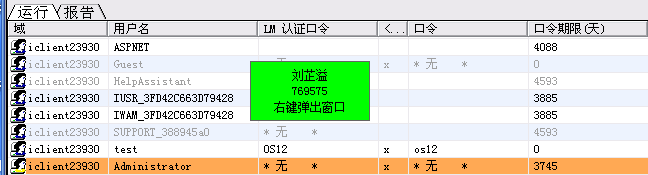 运行 报告
域 用户名 LM 认证口令 <... 口令 口令期限(天)
iclient23930 ASPNET 4088
iclient23930 Guest 无 * x * 无 * 0
iclient23930 HelpAssistant 4593
iclient23930 IUSR_3FD42C663D79428 3885
iclient23930 IWAM_3FD42C663D79428 3885
iclient23930 SUPPORT_388945a0 * 无 * 4593
iclient23930 test OS12 x os12 0
iclient23930 Administrator * 无 * x * 无 * 3745
刘芷溢
769575
右键弹出窗口